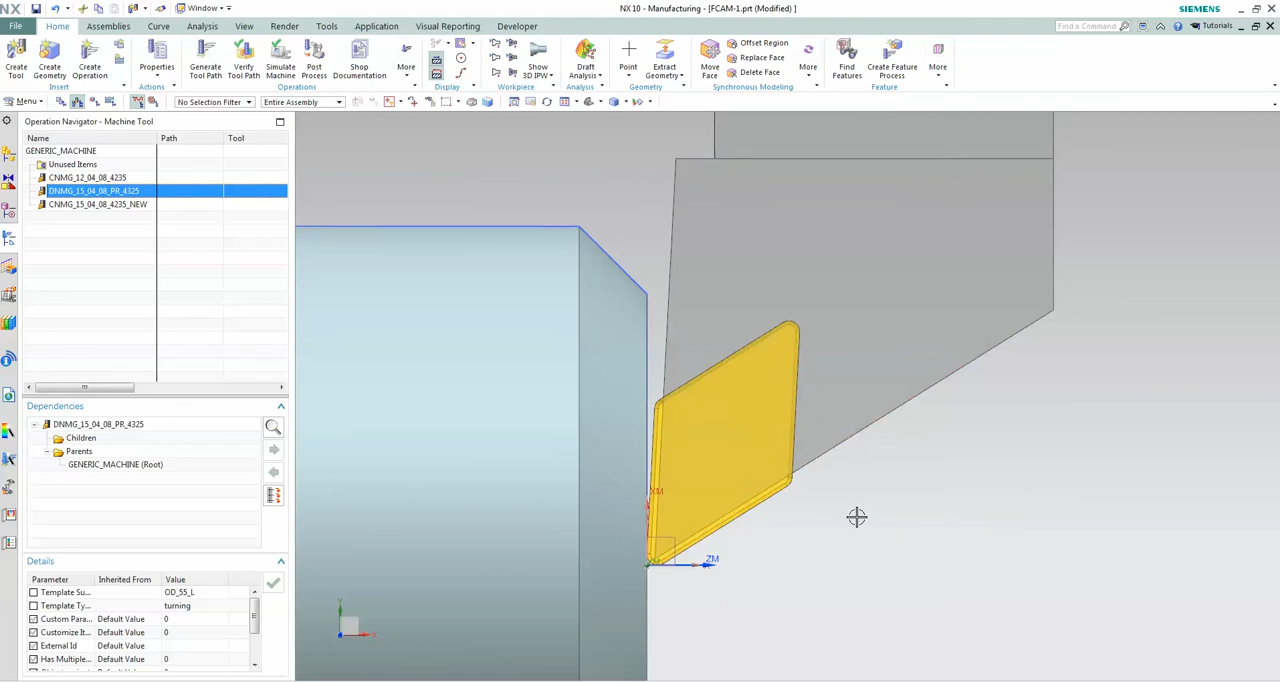 NX
Window
NX 10 - Manufacturing - [FCAM-1.prt (Modified) ]
SIEMENS
File Home Assemblies Curve Analysis View Render Tools Application Visual Reporting Developer
Find a Command
Tutorials
Create Tool
Create Geometry
Create Operation
Properties
Generate Tool Path
Verify Tool Path
Simulate Machine
Post Process
Shop Documentation
More
Show 3D IPW
Draft Analysis
Point
Extract Geometry
Move Face
Offset Region
Replace Face
Delete Face
More
Find Features
Create Feature Process
More
Insert Actions Operations Display Workpiece Analysis Geometry Synchronous Modeling Feature
Menu
No Selection Filter
Entire Assembly
Operation Navigator - Machine Tool
Name Path Tool
GENERIC_MACHINE
Unused Items
CNMG_12_04_08_4235
DNMG_15_04_08_PR_4325
CNMG_15_04_08_4235_NEW
Dependencies
DNMG_15_04_08_PR_4325
Children
Parents
GENERIC_MACHINE (Root)
Details
Parameter Inherited From Value
Template Su... OD_55_L
Template Ty... turning
Custom Para... Default Value 0
Customize It... Default Value 0
External Id Default Value
Has Multiple... Default Value 0
XM
ZM
Y
X